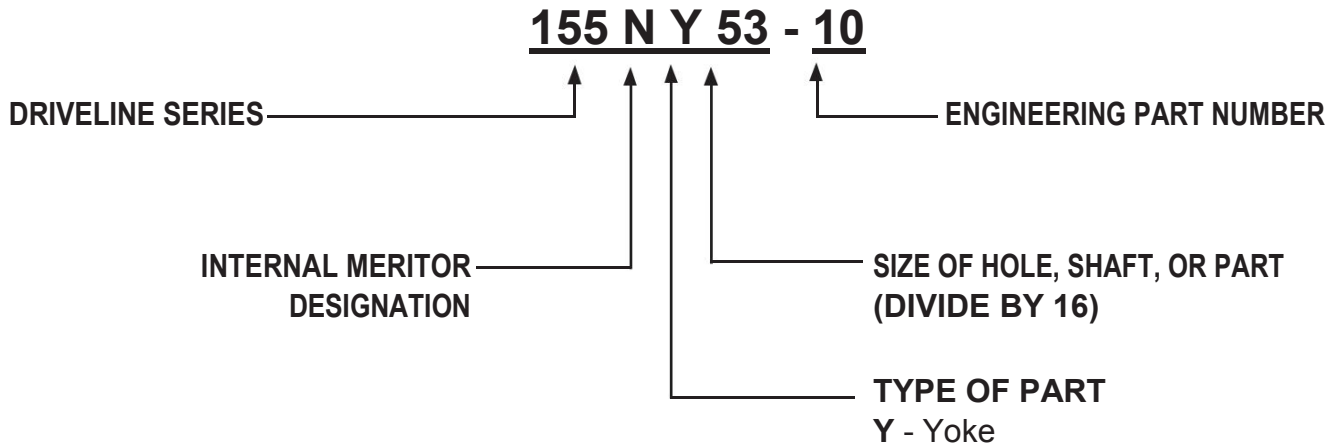 155 N Y 53 - 10
DRIVELINE SERIES
ENGINEERING PART NUMBER
INTERNAL MERITOR
DESIGNATION
SIZE OF HOLE, SHAFT, OR PART
(DIVIDE BY 16)
TYPE OF PART
Y - Yoke